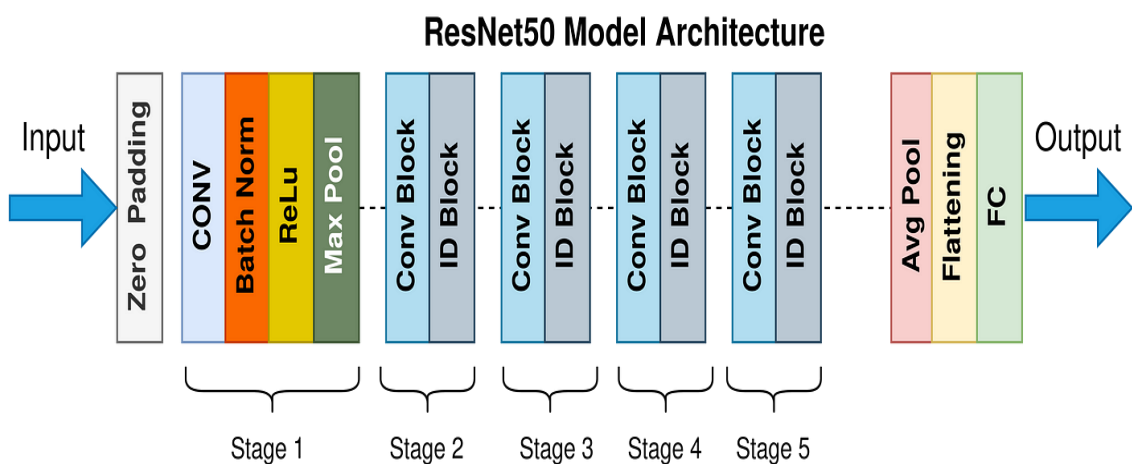 ResNet50 Model Architecture
Input
Zero Padding
CONV
Batch Norm
ReLu
Max Pool
Conv Block
ID Block
Conv Block
ID Block
Conv Block
ID Block
Conv Block
ID Block
Avg Pool
Flattening
FC
Output
Stage 1
Stage 2
Stage 3
Stage 4
Stage 5